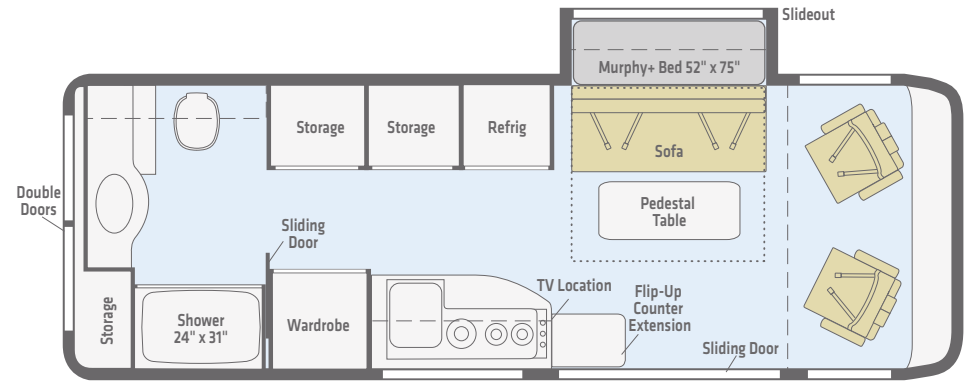 Slideout
Murphy+ Bed 52" x 75"
Storage
Storage
Refrig
Sofa
Pedestal
Table
Double
Doors
Sliding
Door
TV Location
Flip-Up
Counter
Extension
Storage
Shower
24" x 31"
Wardrobe
Sliding Door